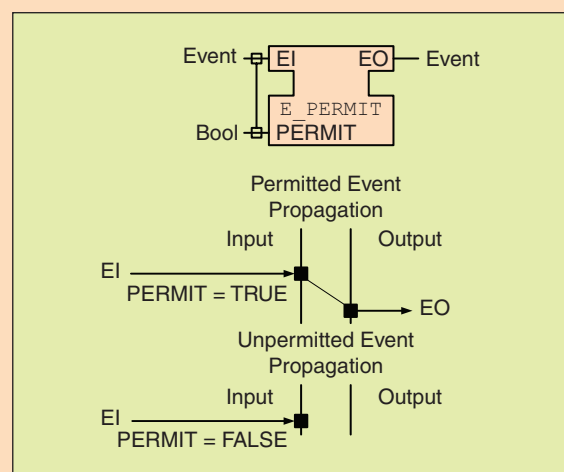 Event EI EO Event
E_PERMIT
Bool PERMIT
Permitted Event
Propagation
Input Output
EI
PERMIT = TRUE
EO
Unpermitted Event
Propagation
Input Output
EI
PERMIT = FALSE